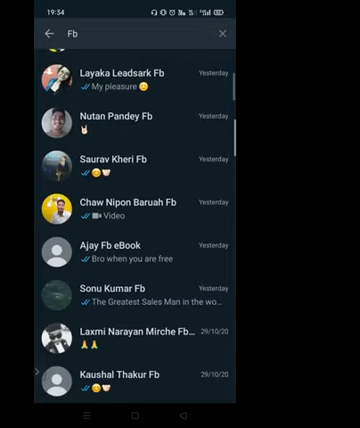 19:34
Fb
Layaka Leadsark Fb
Yesterday
My pleasure 😊
Nutan Pandey Fb
Yesterday
🤘🏻
Saurav Kheri Fb
Yesterday
Chaw Nipon Baruah Fb
Yesterday
Video
Ajay Fb eBook
Yesterday
Bro when you are free
Sonu Kumar Fb
Yesterday
The Greatest Sales Man in the wo...
Laxmi Narayan Mirche Fb...
29/10/20
🙏🙏
Kaushal Thakur Fb
29/10/20